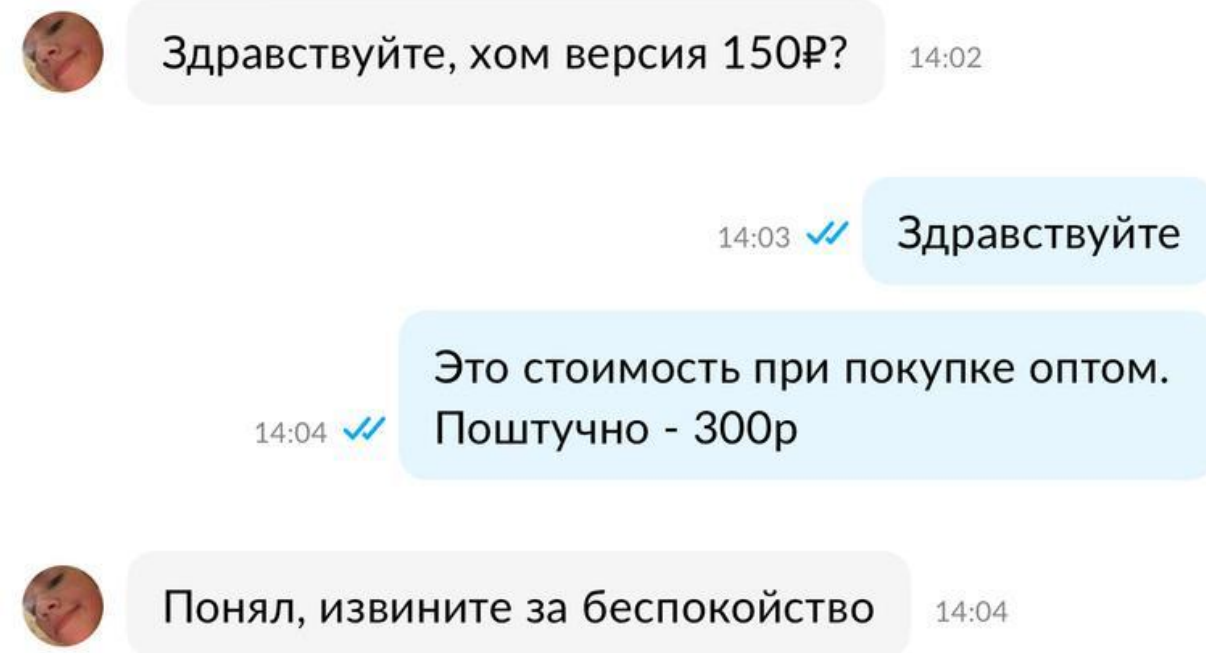 Здравствуйте, хом версия 150₽?
14:02
14:03
Здравствуйте
Это стоимость при покупке оптом.
Поштучно - 300р
14:04
Понял, извините за беспокойство
14:04